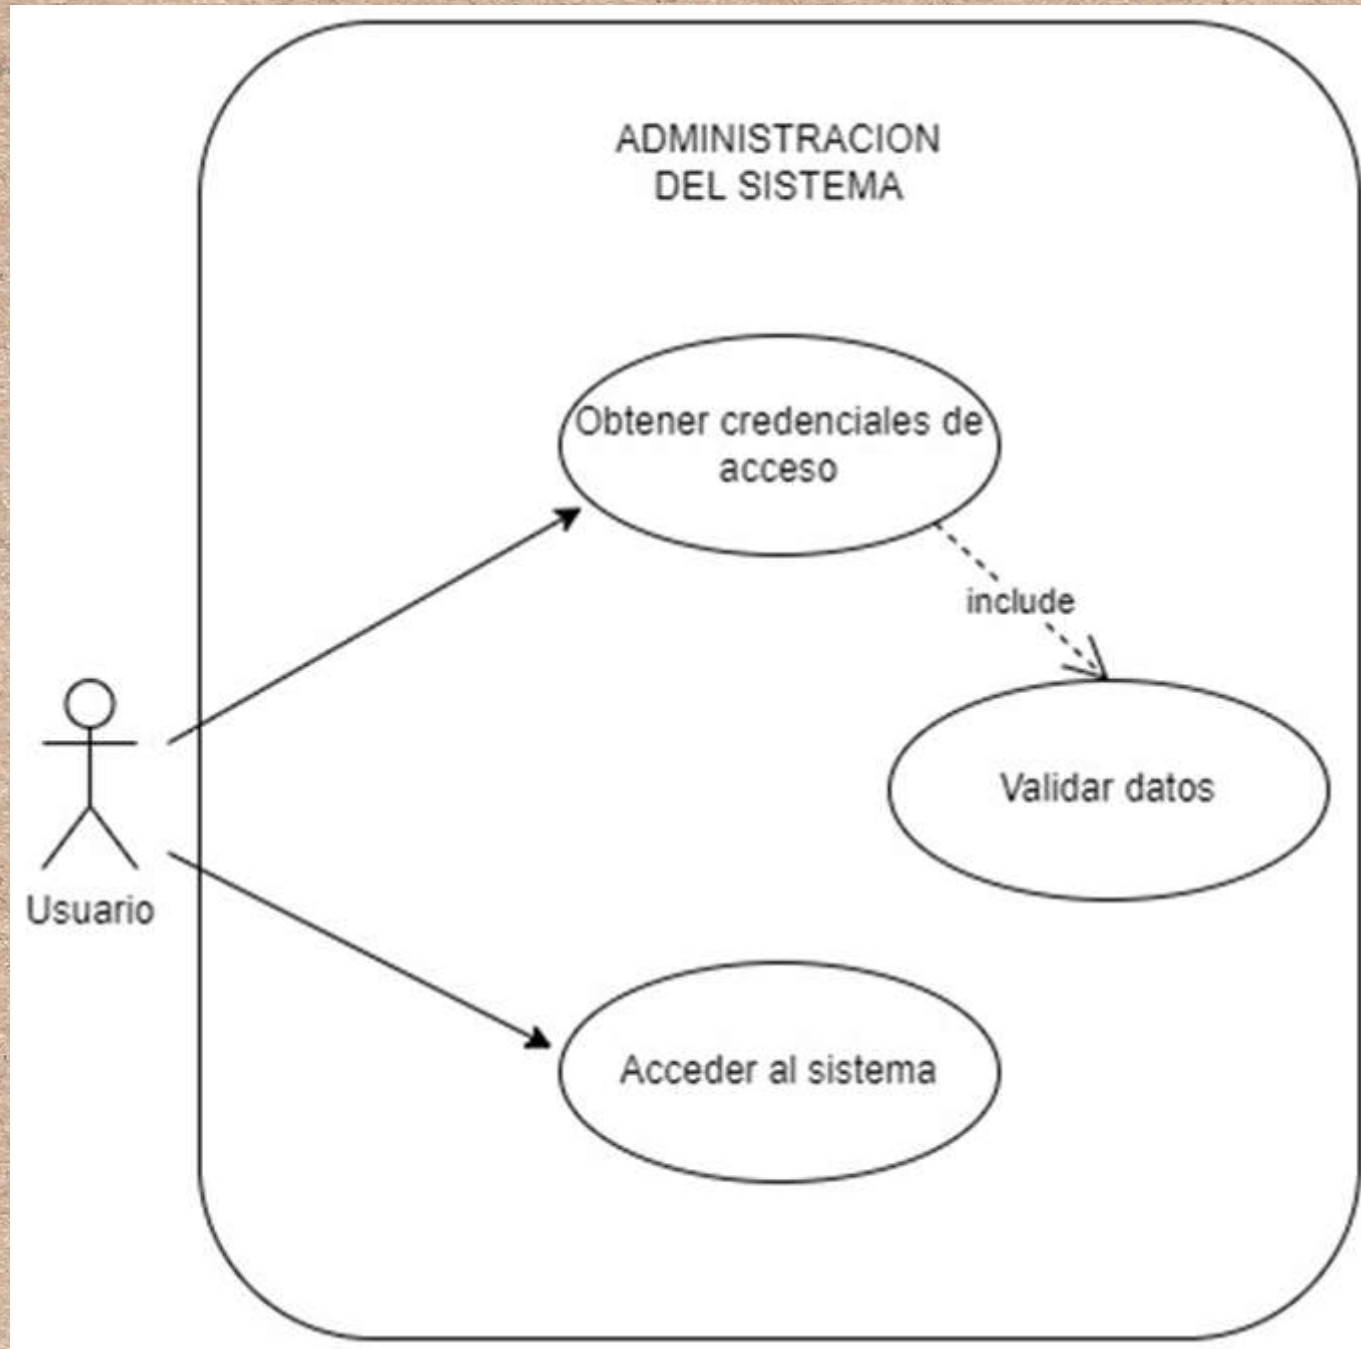 ADMINISTRACION
DEL SISTEMA
Obtener credenciales de
acceso
include
Validar datos
Usuario
Acceder al sistema